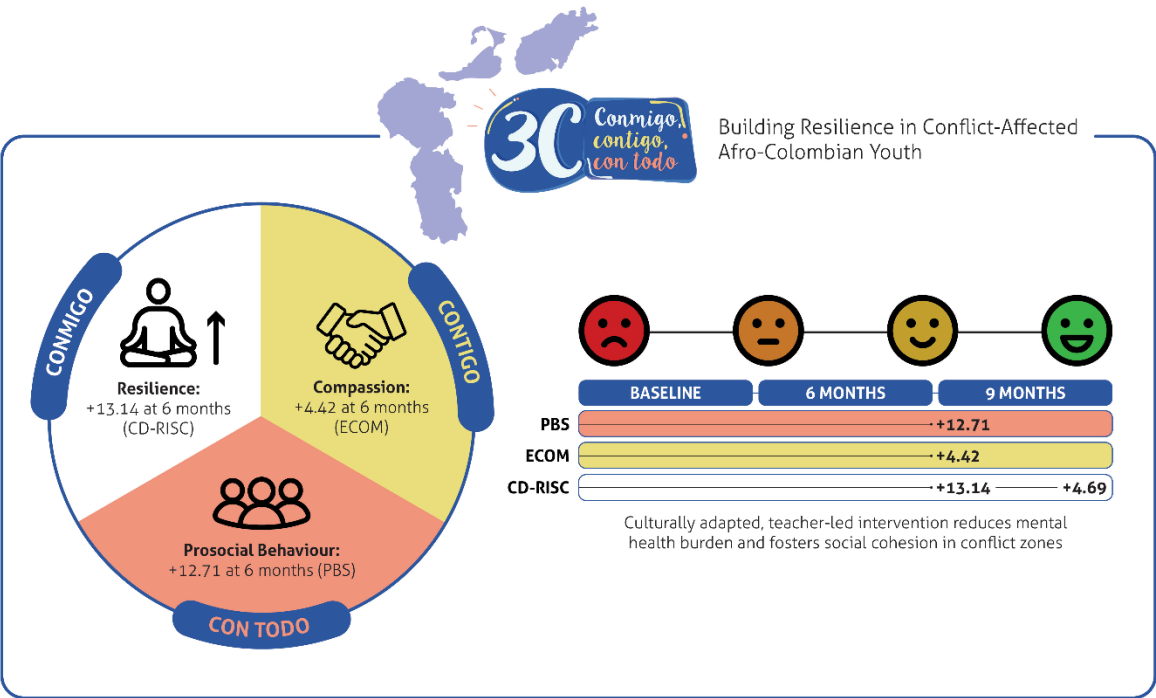 3C
Conmigo,
contigo,
con todo
Building Resilience in Conflict-Affected
Afro-Colombian Youth
CONMIGO
Resilience:
+13.14 at 6 months
(CD-RISC)
CONTIGO
Compassion:
+4.42 at 6 months
(ECOM)
Prosocial Behaviour:
+12.71 at 6 months (PBS)
CON TODO
BASELINE 6 MONTHS 9 MONTHS
PBS +12.71
ECOM +4.42
CD-RISC +13.14 +4.69
Culturally adapted, teacher-led intervention reduces mental
health burden and fosters social cohesion in conflict zones